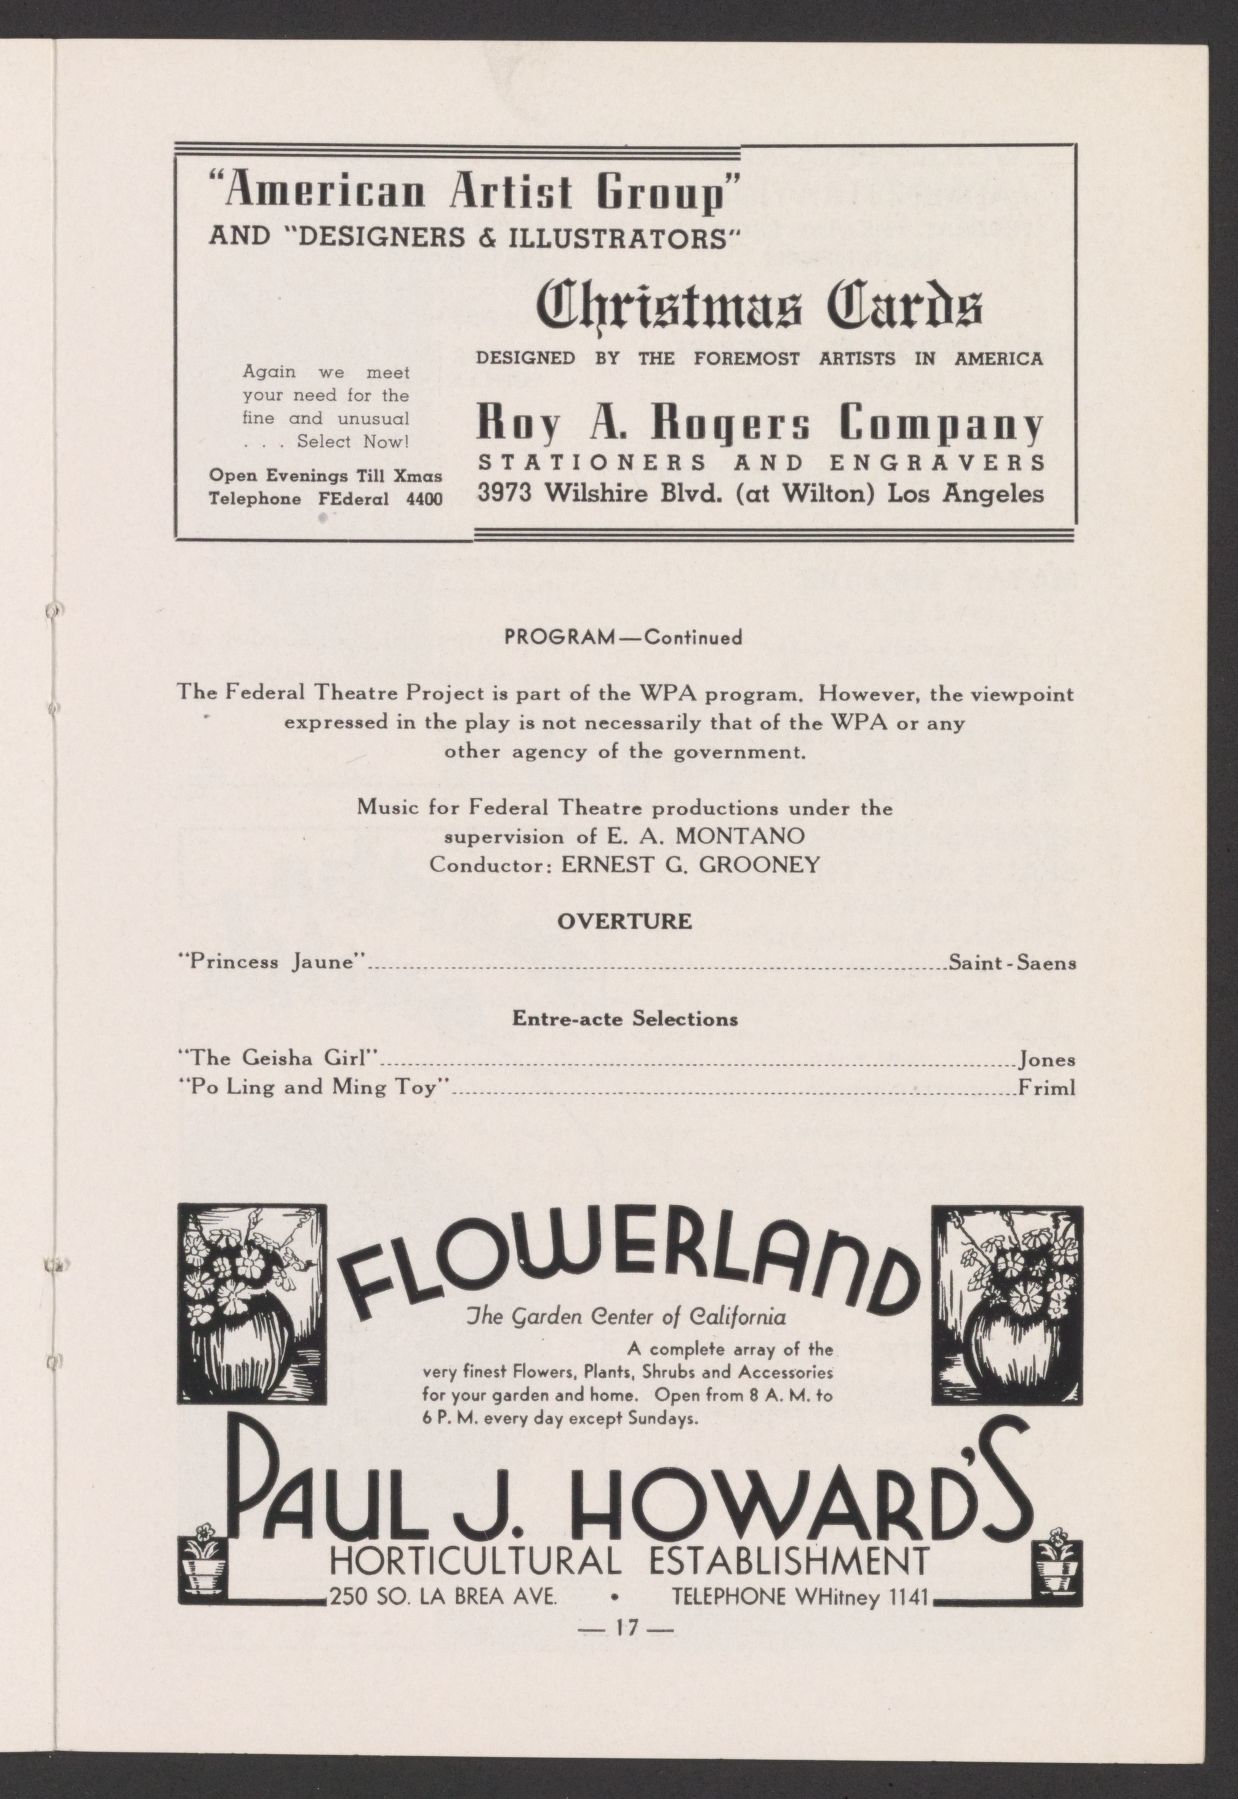 "American Artist Group"
AND "DESIGNERS & ILLUSTRATORS"
Christmas Cards
DESIGNED BY THE FOREMOST ARTISTS IN AMERICA
Again we meet
your need for the
fine and unusual
. . . Select Now!
Open Evenings Till Xmas
Telephone FEderal 4400
Roy A. Rogers Company
STATIONERS AND ENGRAVERS
3973 Wilshire Blvd. (at Wilton) Los Angeles
PROGRAM—Continued
The Federal Theatre Project is part of the WPA program. However, the viewpoint
expressed in the play is not necessarily that of the WPA or any
other agency of the government.
Music for Federal Theatre productions under the
supervision of E. A. MONTANO
Conductor: ERNEST G. GROONEY
OVERTURE
"Princess Jaune"........Saint-Saens
Entre-acte Selections
"The Geisha Girl"........Jones
"Po Ling and Ming Toy"........Friml
FLOWERLAND
The Garden Center of California
A complete array of the
very finest Flowers, Plants, Shrubs and Accessories
for your garden and home. Open from 8 A. M. to
6 P. M. every day except Sundays.
PAUL J. HOWARD'S
HORTICULTURAL ESTABLISHMENT
250 SO. LA BREA AVE. • TELEPHONE WHitney 1141
— 17 —